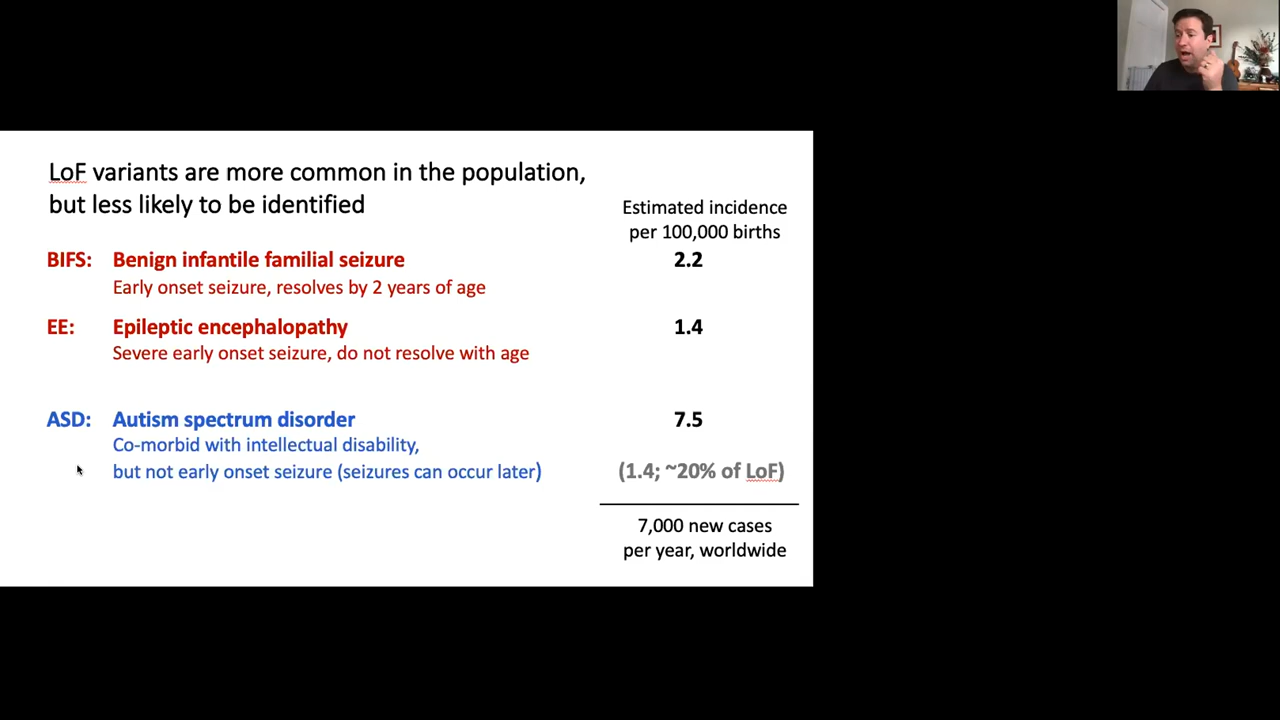 LoF variants are more common in the population,
but less likely to be identified
Estimated incidence
per 100,000 births
BIFS: Benign infantile familial seizure 2.2
Early onset seizure, resolves by 2 years of age
EE: Epileptic encephalopathy 1.4
Severe early onset seizure, do not resolve with age
ASD: Autism spectrum disorder 7.5
Co-morbid with intellectual disability,
but not early onset seizure (seizures can occur later) (1.4; ~20% of LoF)
7,000 new cases
per year, worldwide